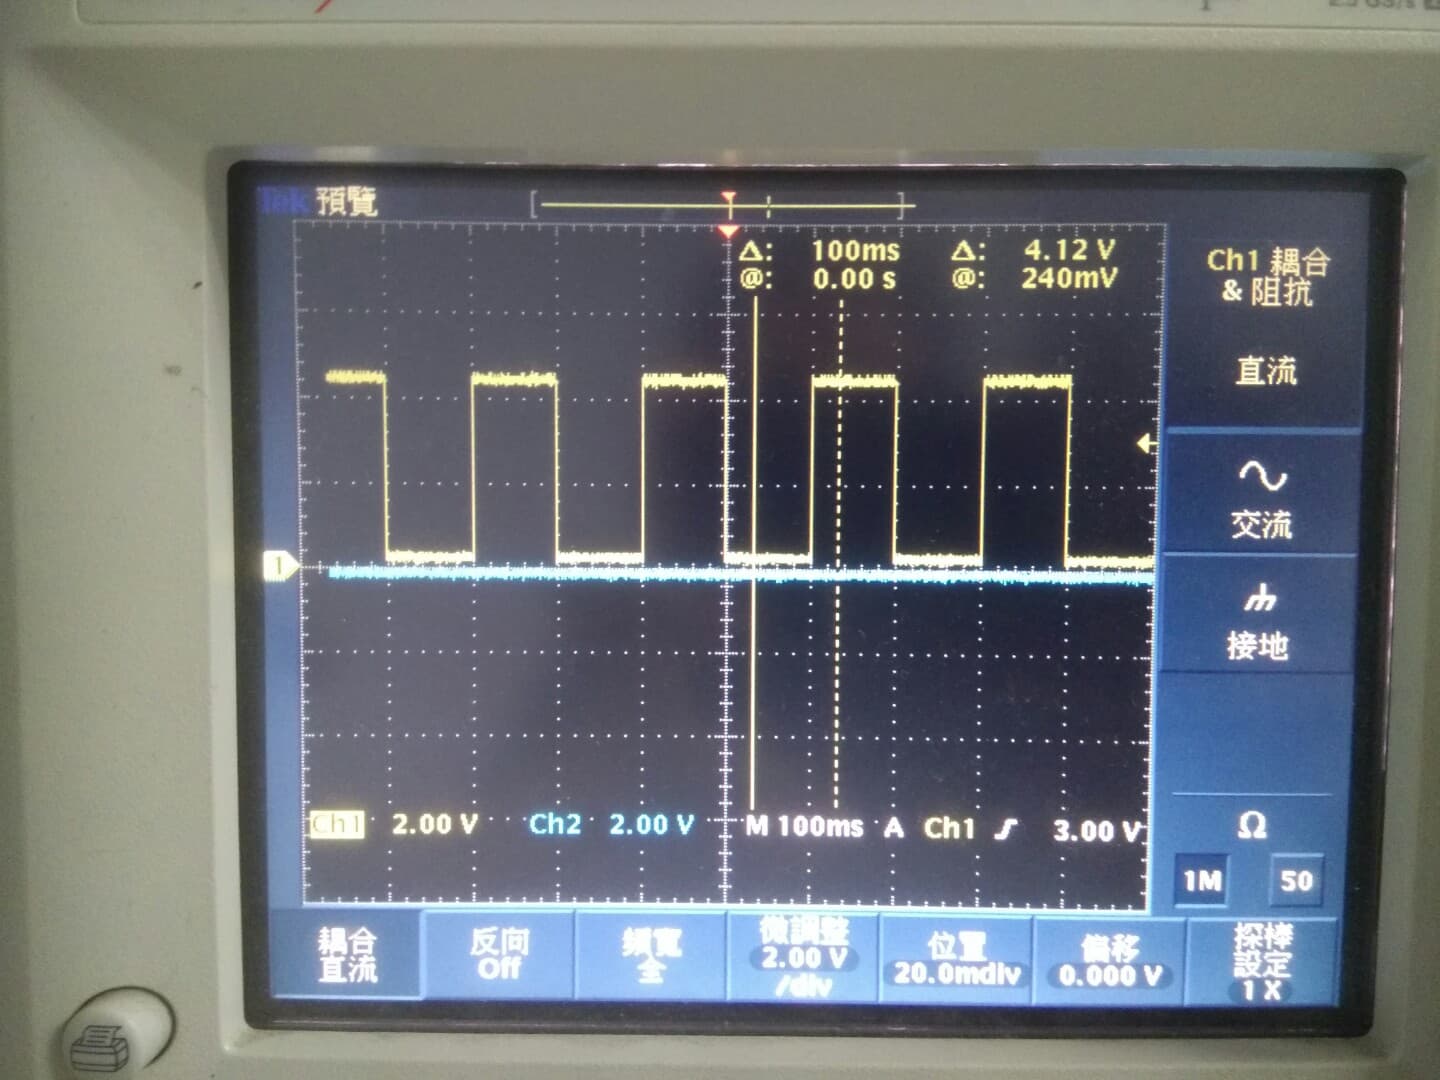 Tek 預覽
Δ: 100ms Δ: 4.12 V
@: 0.00 s @: 240mV
Ch1 耦合
& 阻抗
直流
交流
接地
1
Ch1 2.00 V Ch2 2.00 V M 100ms A Ch1 3.00 V
Ω
1M 50
耦合
直流
反向
Off
頻寬
全
微調整
2.00 V
/div
位置
20.0mdiv
偏移
0.000 V
探棒
設定
1 X